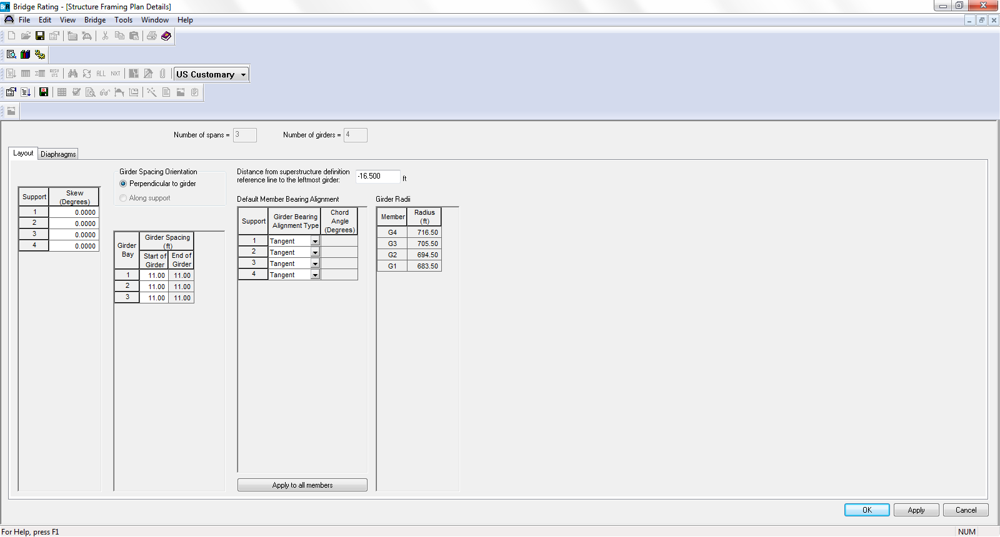 BrR Bridge Rating - [Structure Framing Plan Details]
File Edit View Bridge Tools Window Help
RESU LTS ALL NXT US Customary
Number of spans = 3 Number of girders = 4
Layout Diaphragms
Support Skew (Degrees)
1 0.0000
2 0.0000
3 0.0000
4 0.0000
Girder Spacing Orientation
Perpendicular to girder
Along support
Girder Bay Girder Spacing (ft)
Start of Girder End of Girder
1 11.00 11.00
2 11.00 11.00
3 11.00 11.00
Distance from superstructure definition
reference line to the leftmost girder: -16.500 ft
Default Member Bearing Alignment
Support Girder Bearing Alignment Type Chord Angle (Degrees)
1 Tangent
2 Tangent
3 Tangent
4 Tangent
Apply to all members
Girder Radii
Member Radius (ft)
G4 716.50
G3 705.50
G2 694.50
G1 683.50
OK Apply Cancel
For Help, press F1 NUM